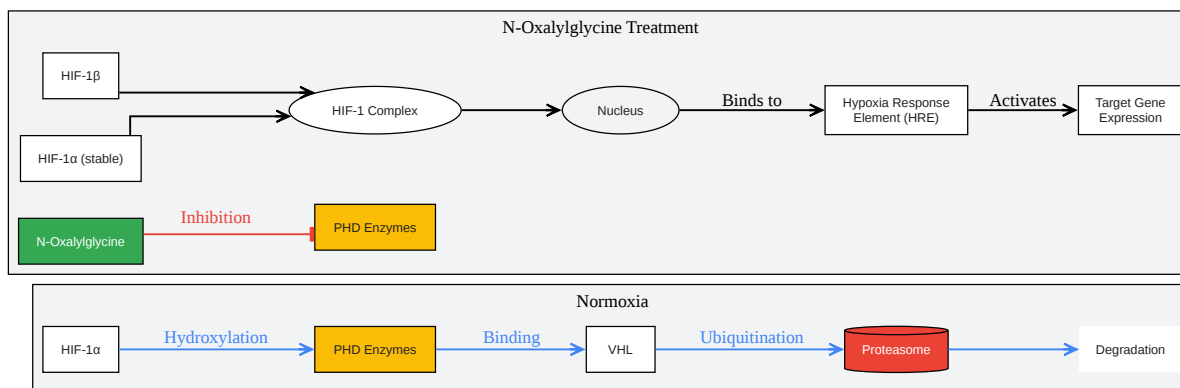 N-Oxalylglycine Treatment
HIF-1β
HIF-1α (stable)
HIF-1 Complex
Nucleus
Binds to
Hypoxia Response
Element (HRE)
Activates
Target Gene
Expression
N-Oxalylglycine
Inhibition
PHD Enzymes
Normoxia
HIF-1α
Hydroxylation
PHD Enzymes
Binding
VHL
Ubiquitination
Proteasome
Degradation